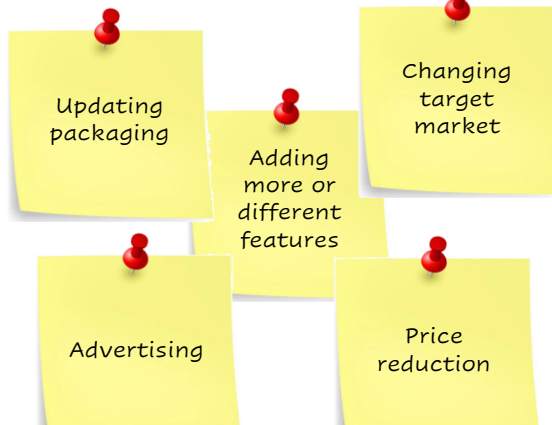 Updating
packaging
Changing
target
market
Adding
more or
different
features
Advertising
Price
reduction